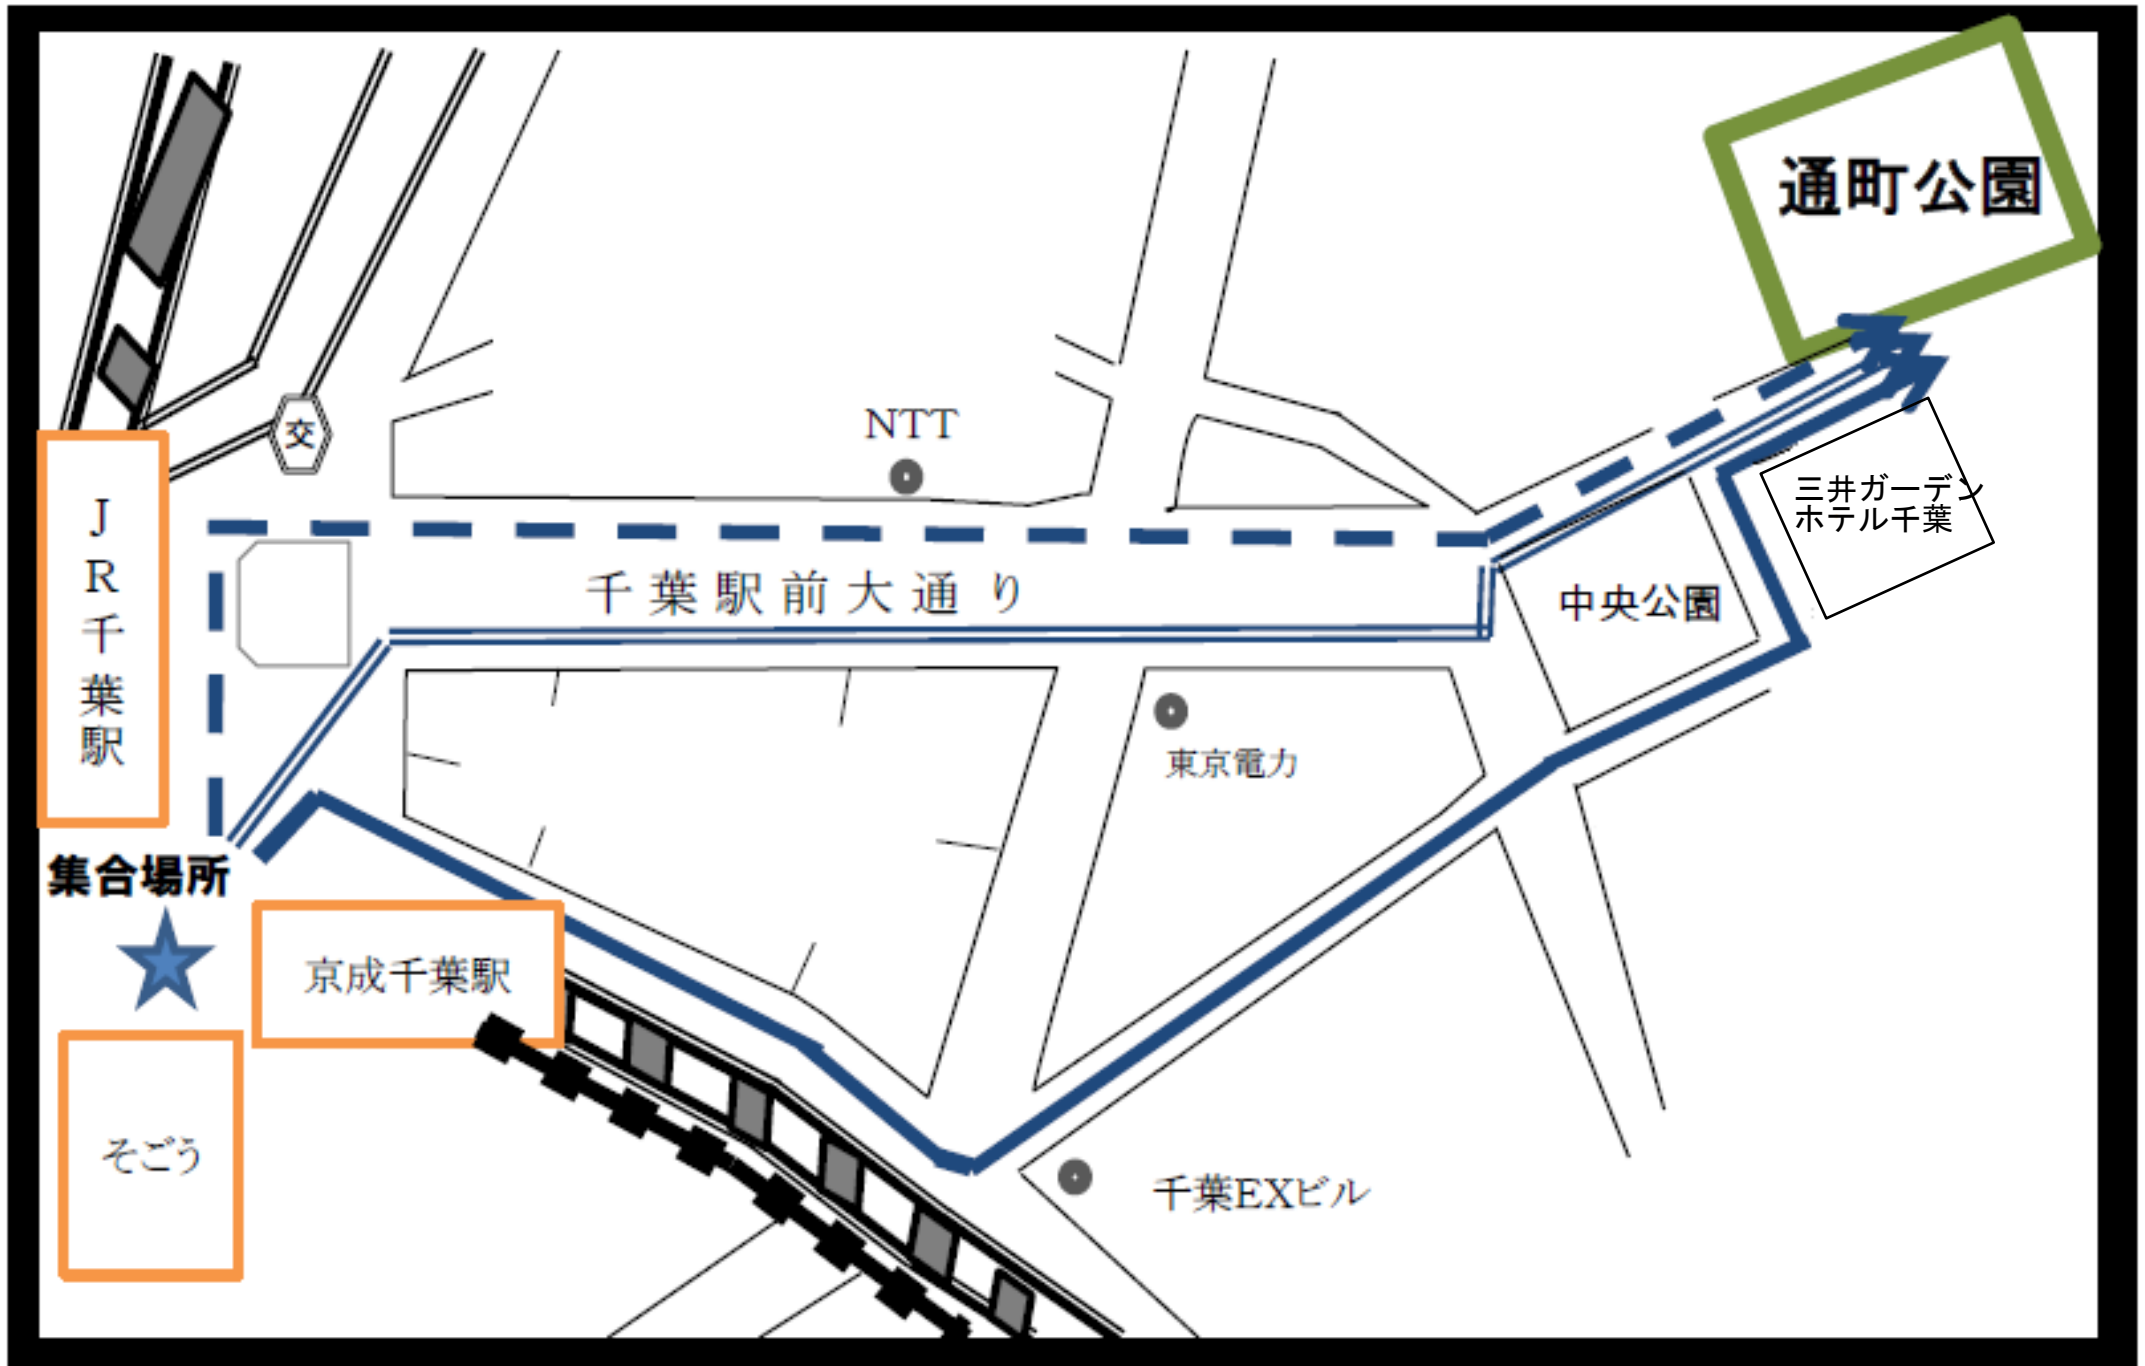 通町公園
交
NTT
JR千葉駅
三井ガーデン
ホテル千葉
千葉駅前大通り
中央公園
東京電力
集合場所
京成千葉駅
そごう
千葉EXビル